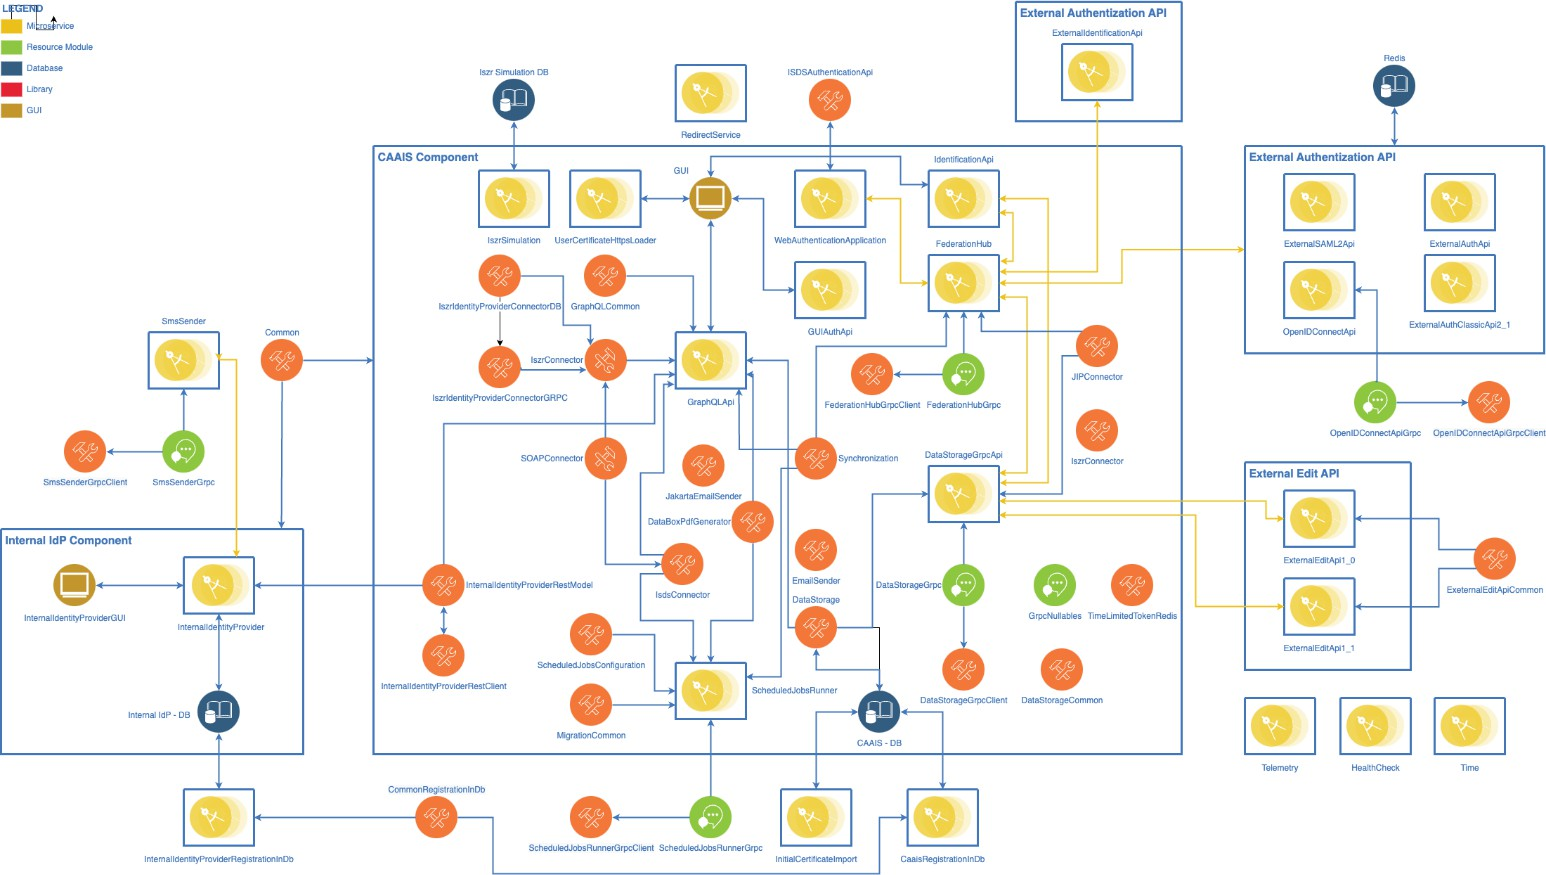 LEGEND
Microservice
Resource Module
Database
Library
GUI
External Authentization API
ExternalIdentificationApi
Iszr Simulation DB
RedirectService
ISDSAuthenticationApi
Redis
CAAIS Component
GUI
IdentificationApi
External Authentization API
IszrSimulation
UserCertificateHttpsLoader
WebAuthenticationApplication
FederationHub
ExternalSAML2Api
ExternalAuthApi
IszrIdentityProviderConnectorDB
GraphQLCommon
GUIAuthApi
OpenIDConnectApi
ExternalAuthClassicApi2_1
SmsSender
Common
IszrConnector
JIPConnector
IszrIdentityProviderConnectorGRPC
GraphQLApi
FederationHubGrpcClient
FederationHubGrpc
OpenIDConnectApiGrpc
OpenIDConnectApiGrpcClient
SmsSenderGrpcClient
SmsSenderGrpc
SOAPConnector
Synchronization
DataStorageGrpcApi
IszrConnector
JakartaEmailSender
DataBoxPdfGenerator
External Edit API
Internal IdP Component
ExternalEditApi1_0
InternalIdentityProviderRestModel
EmailSender
DataStorageGrpc
ExeternalEditApiCommon
IsdsConnector
DataStorage
GrpcNullables
TimeLimitedTokenRedis
InternalIdentityProviderGUI
InternalIdentityProvider
ExternalEditApi1_1
ScheduledJobsConfiguration
InternalIdentityProviderRestClient
ScheduledJobsRunner
DataStorageGrpcClient
DataStorageCommon
Internal IdP - DB
MigrationCommon
CAAIS - DB
Telemetry
HealthCheck
Time
CommonRegistrationInDb
ScheduledJobsRunnerGrpcClient
ScheduledJobsRunnerGrpc
InternalIdentityProviderRegistrationInDb
InitialCertificateImport
CaaisRegistrationInDb